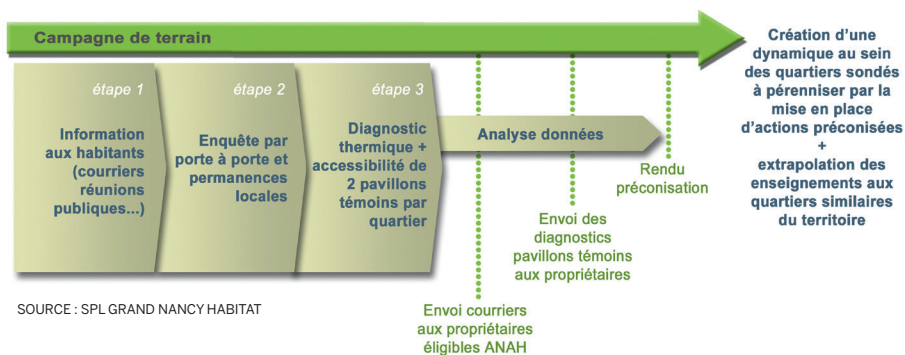 Campagne de terrain
étape 1
Information
aux habitants
(courriers
réunions
publiques...)
étape 2
Enquête par
porte à porte et
permanences
locales
étape 3
Diagnostic
thermique +
accessibilité de
2 pavillons
témoins par
quartier
Analyse données
Envoi courriers
aux propriétaires
éligibles ANAH
Envoi des
diagnostics
pavillons témoins
aux propriétaires
Rendu
préconisation
Création d’une
dynamique au sein
des quartiers sondés
à pérenniser par la
mise en place
d’actions préconisées
+
extrapolation des
enseignements aux
quartiers similaires
du territoire
SOURCE : SPL GRAND NANCY HABITAT